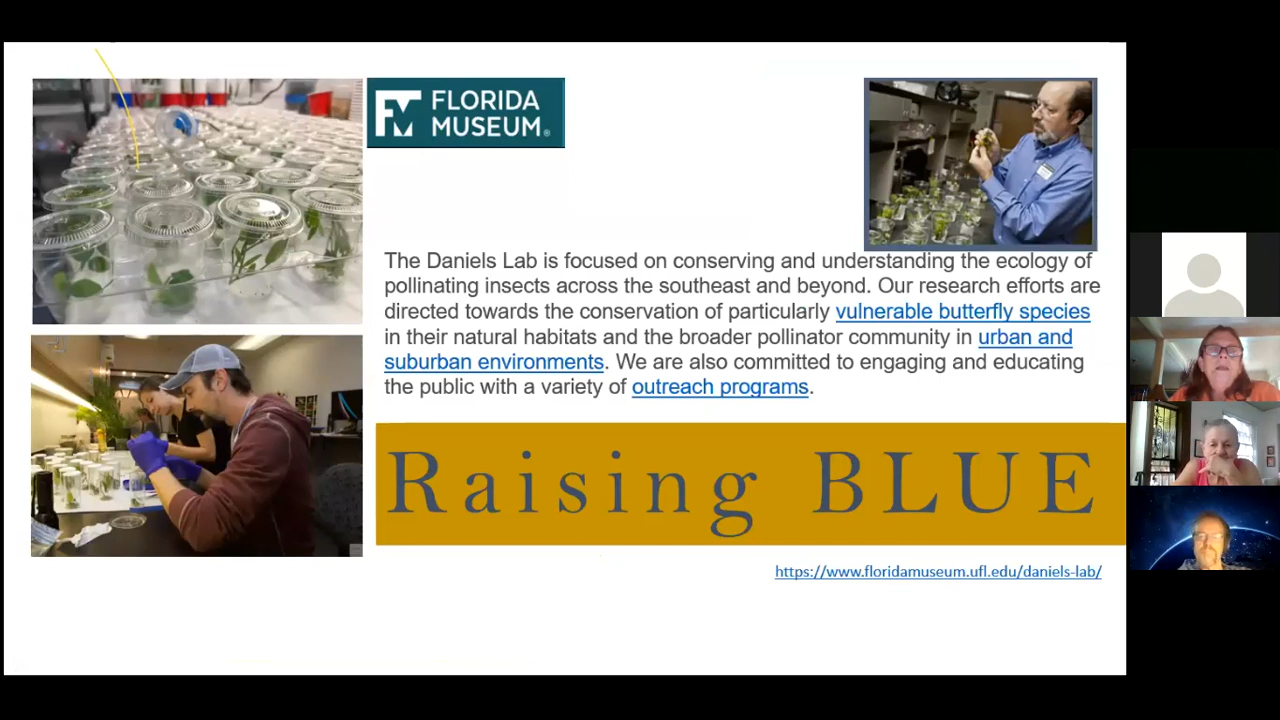 FLORIDA
MUSEUM®
The Daniels Lab is focused on conserving and understanding the ecology of
pollinating insects across the southeast and beyond. Our research efforts are
directed towards the conservation of particularly vulnerable butterfly species
in their natural habitats and the broader pollinator community in urban and
suburban environments. We are also committed to engaging and educating
the public with a variety of outreach programs.
Raising BLUE
https://www.floridamuseum.ufl.edu/daniels-lab/